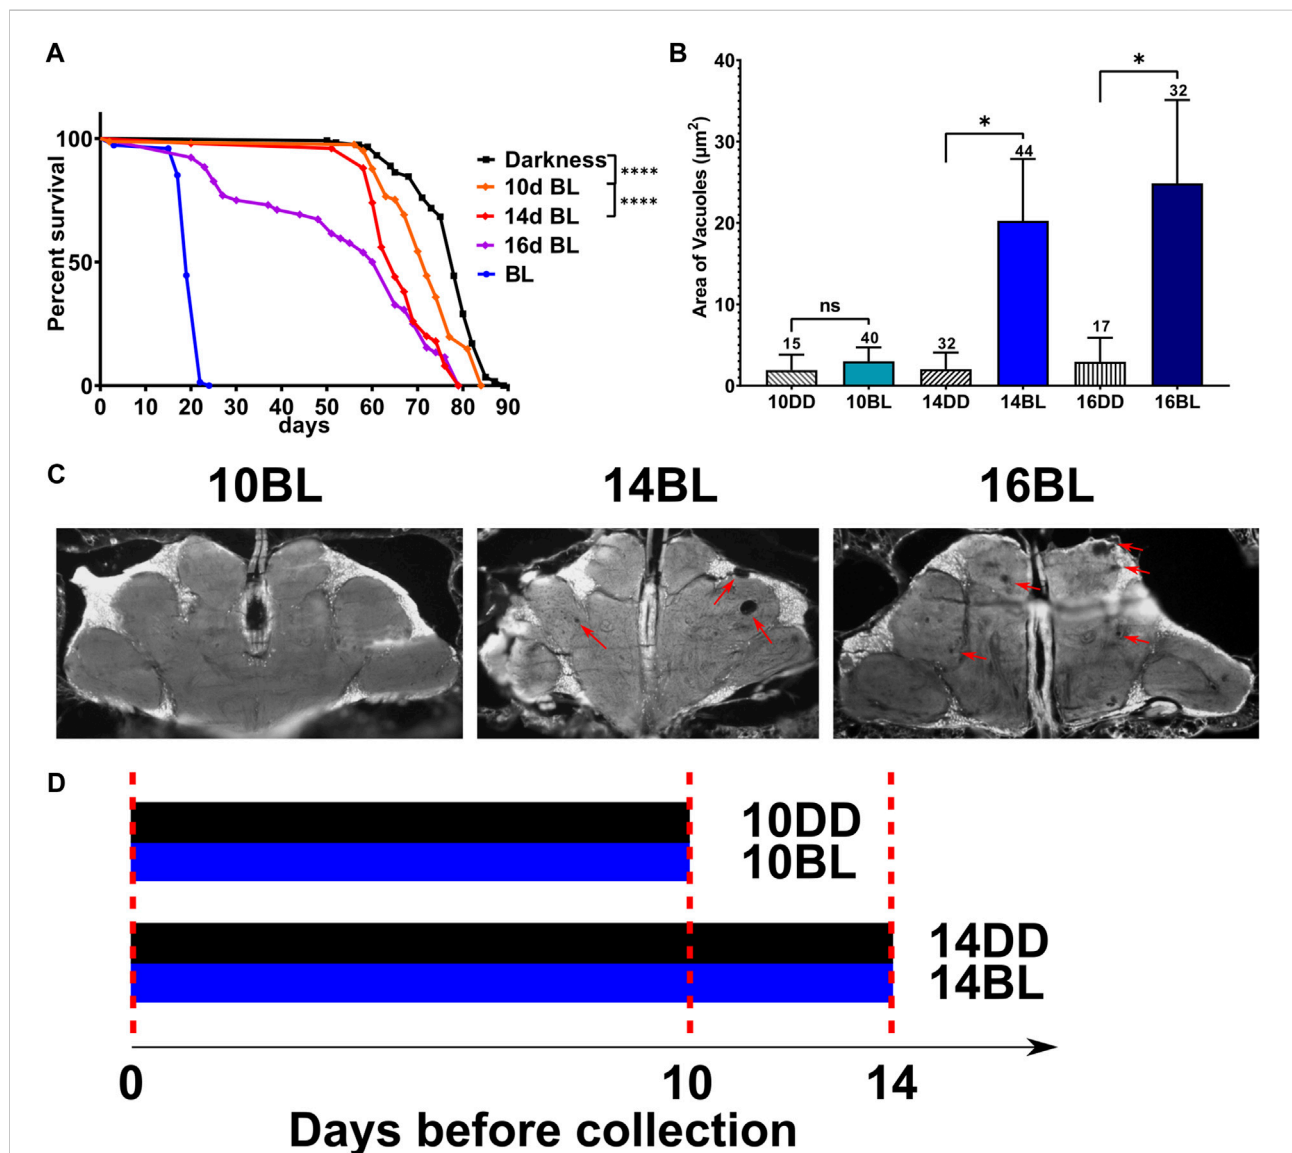 A
Percent survival
100
50
0
0 10 20 30 40 50 60 70 80 90
days
Darkness
10d BL
14d BL
16d BL
BL
****
****
B
Area of Vacuoles (μm²)
40
30
20
10
0
15
ns
40
32
*
44
17
*
32
10DD 10BL 14DD 14BL 16DD 16BL
C
10BL 14BL 16BL
D
10DD
10BL
14DD
14BL
0 10 14
Days before collection